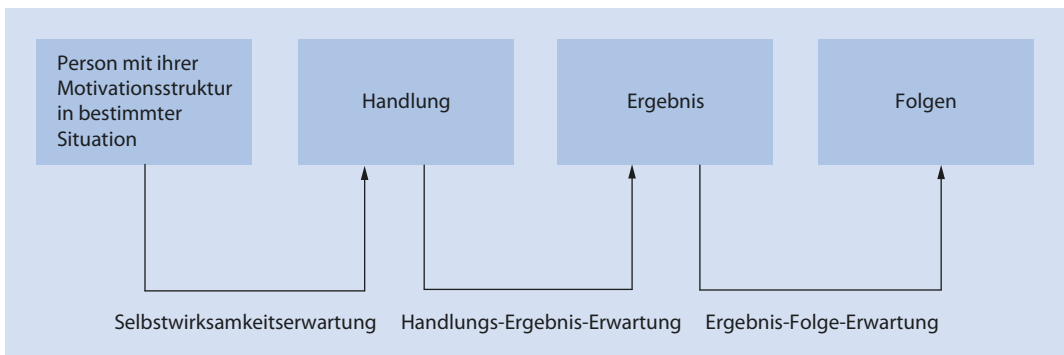 Person mit ihrer
Motivationsstruktur
in bestimmter
Situation
Handlung
Ergebnis
Folgen
Selbstwirksamkeitserwartung
Handlungs-Ergebnis-Erwartung
Ergebnis-Folge-Erwartung